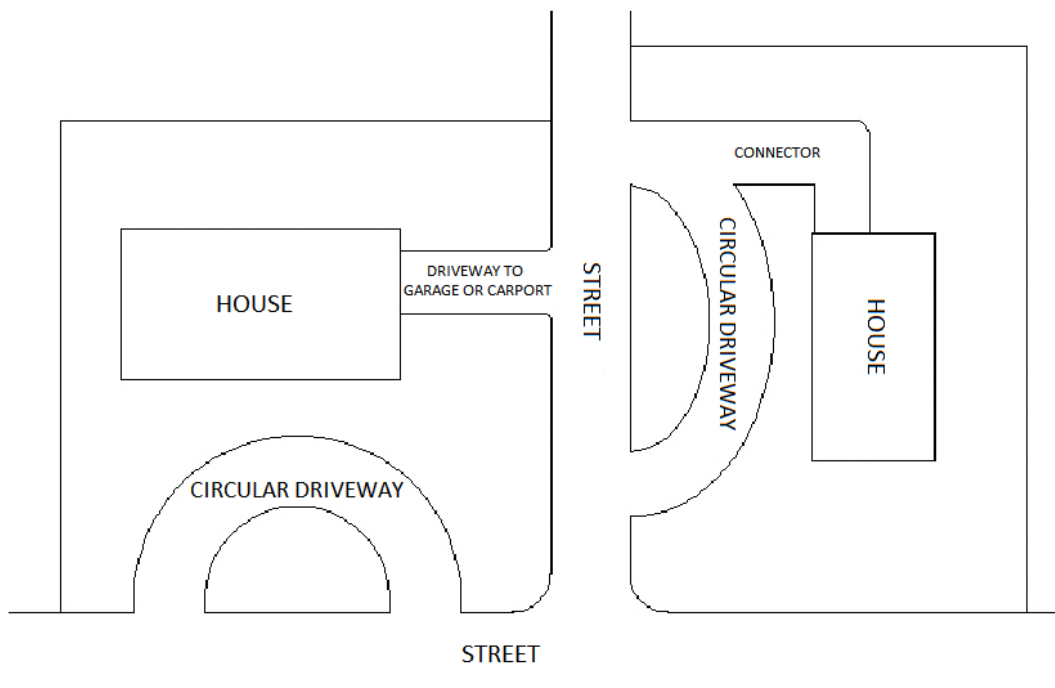 CONNECTOR
DRIVEWAY TO
GARAGE OR CARPORT
HOUSE
STREET
CIRCULAR DRIVEWAY
HOUSE
CIRCULAR DRIVEWAY
STREET